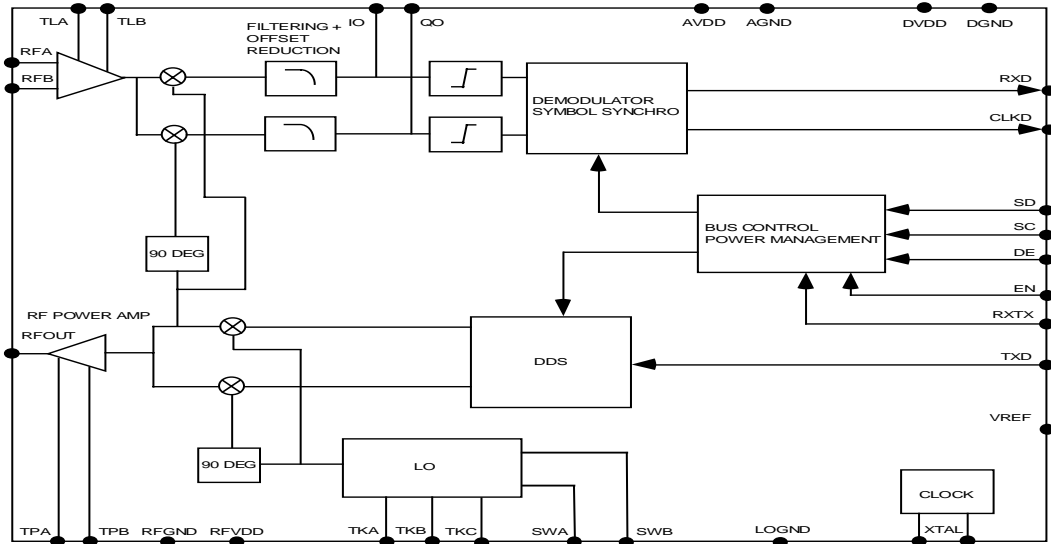 TLA
TLB
FILTERING +
OFFSET
REDUCTION
IO
QO
AVDD
AGND
DVDD
DGND
RFA
RFB
RXD
DEMODULATOR
SYMBOL SYNCHRO
CLKD
SD
BUS CONTROL
POWER MANAGEMENT
SC
DE
90 DEG
EN
RF POWER AMP
RXTX
RFOUT
DDS
TXD
VREF
90 DEG
LO
CLOCK
TPA
TPB
RFGND
RFVDD
TKA
TKB
TKC
SWA
SWB
LOGND
XTAL